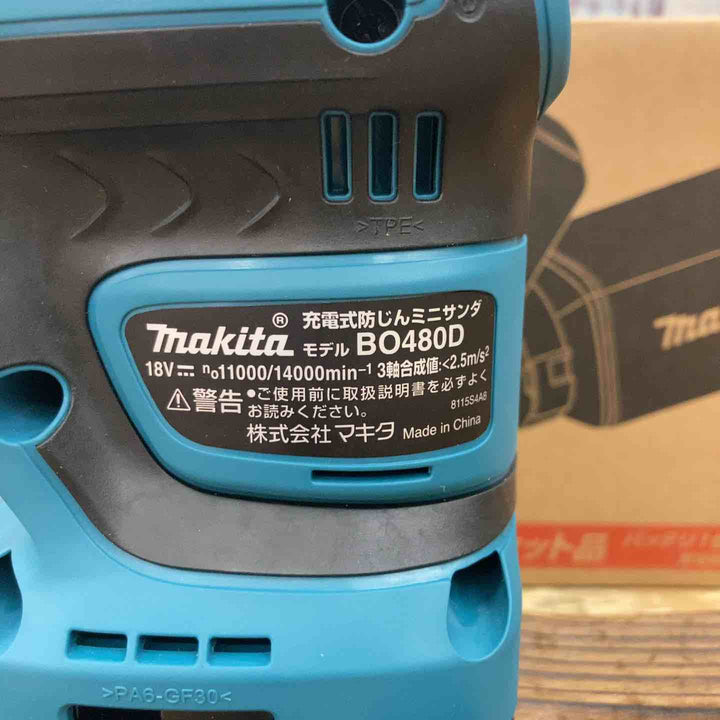 >TPE<
makita® 充電式防じんミニサンダ
モデル BO480D
18V⎓ n₀11000/14000min⁻¹ 3軸合成値:<2.5m/s²
⚠警告 ●ご使用前に取扱説明書を必ずよく
お読みください。
8115S4A8
株式会社 マキタ Made in China
>PA6-GF30<